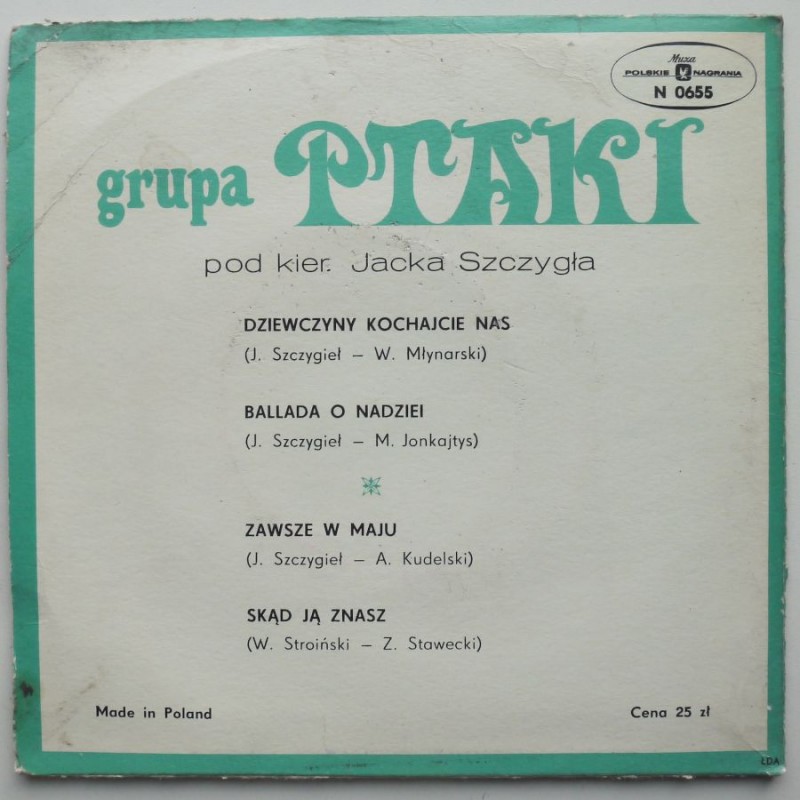 Muza
POLSKIE NAGRANIA
N 0655
grupa PTAKI
pod kier. Jacka Szczygła
DZIEWCZYNY KOCHAJCIE NAS
(J. Szczygieł – W. Młynarski)
BALLADA O NADZIEI
(J. Szczygieł – M. Jonkajtys)
ZAWSZE W MAJU
(J. Szczygieł – A. Kudelski)
SKĄD JĄ ZNASZ
(W. Stroiński – Z. Stawecki)
Made in Poland
Cena 25 zł
ŁDA